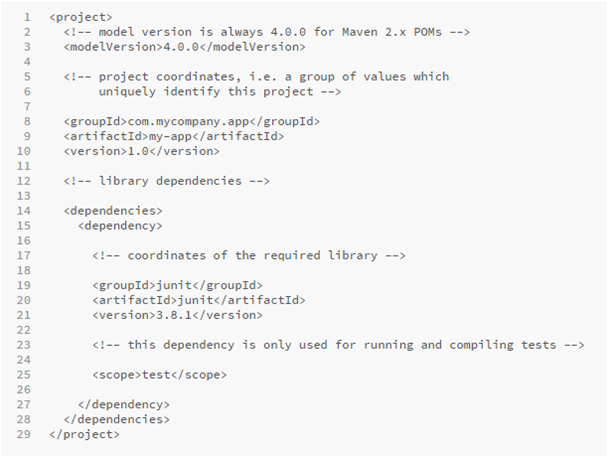 1 <project>
2 <!-- model version is always 4.0.0 for Maven 2.x POMs -->
3 <modelVersion>4.0.0</modelVersion>
4
5 <!-- project coordinates, i.e. a group of values which
6 uniquely identify this project -->
7
8 <groupId>com.mycompany.app</groupId>
9 <artifactId>my-app</artifactId>
10 <version>1.0</version>
11
12 <!-- library dependencies -->
13
14 <dependencies>
15 <dependency>
16
17 <!-- coordinates of the required library -->
18
19 <groupId>junit</groupId>
20 <artifactId>junit</artifactId>
21 <version>3.8.1</version>
22
23 <!-- this dependency is only used for running and compiling tests -->
24
25 <scope>test</scope>
26
27 </dependency>
28 </dependencies>
29 </project>